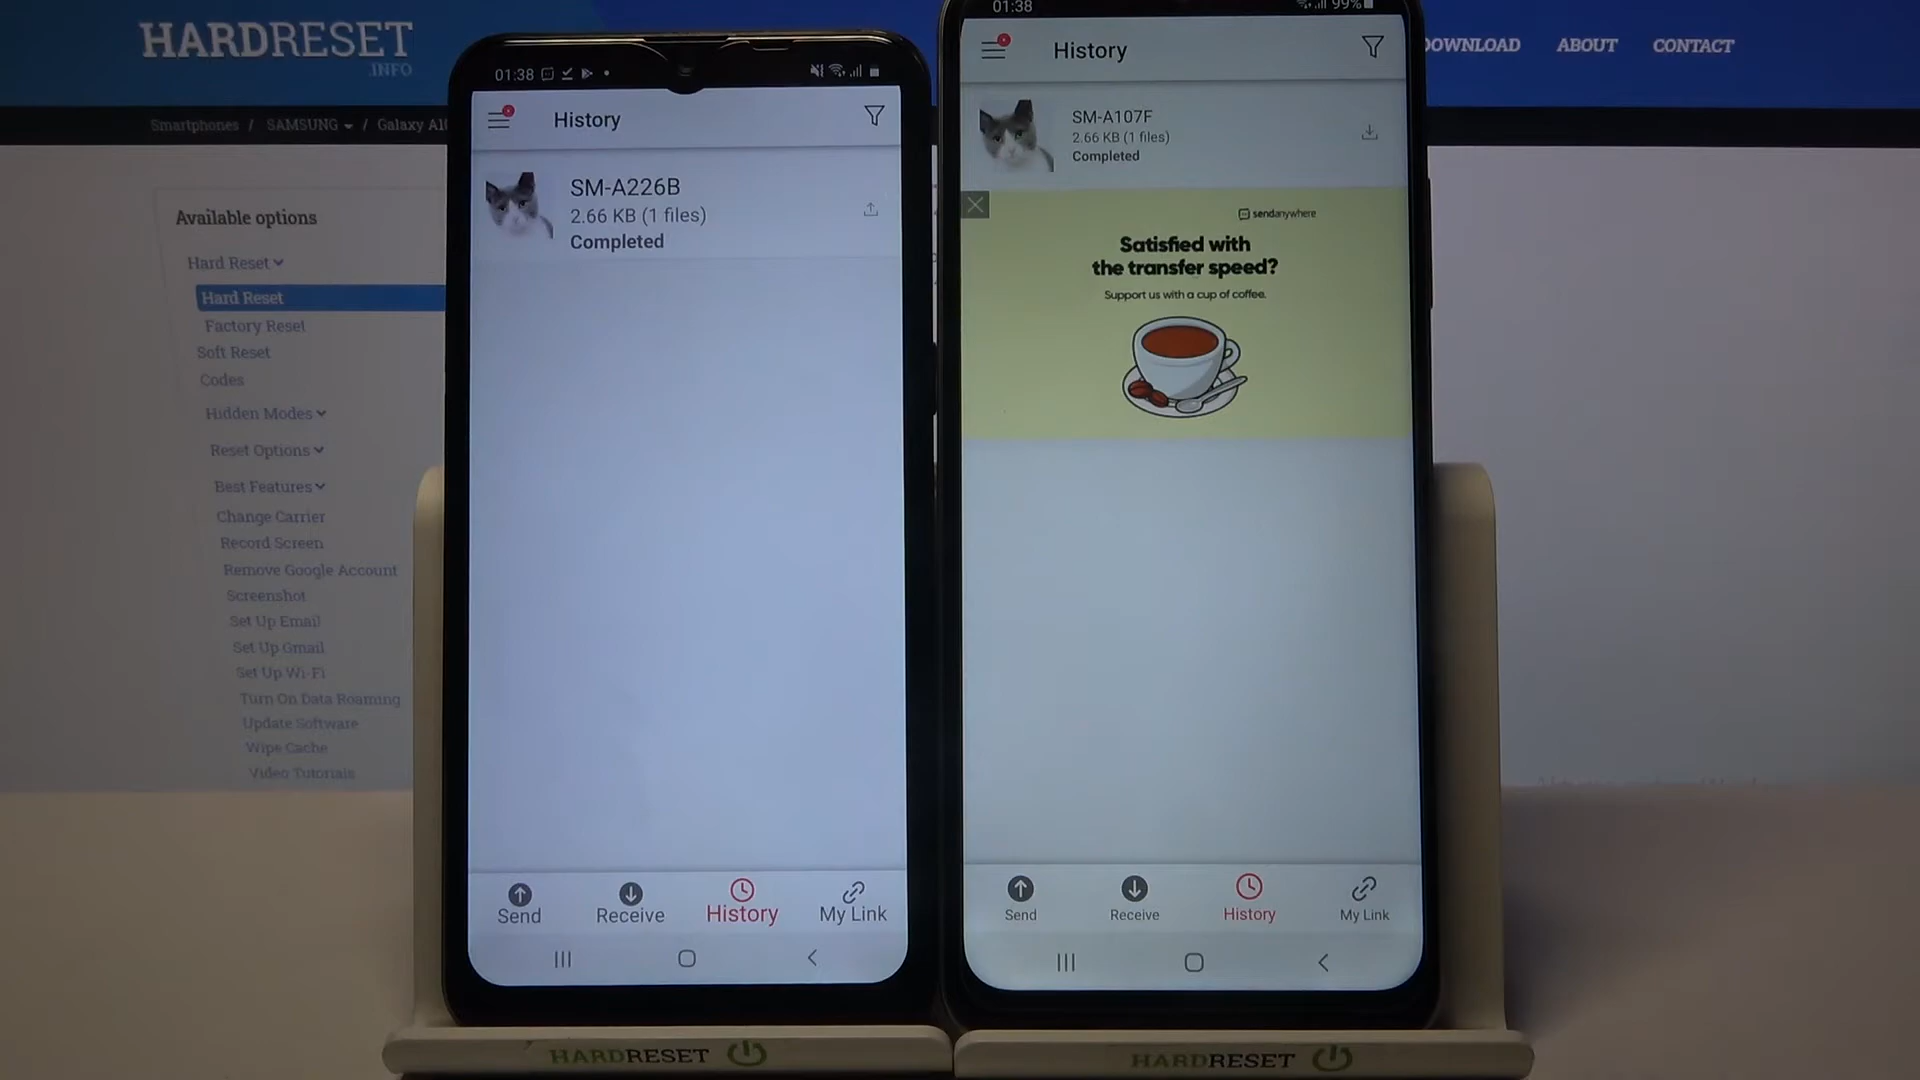 HARDRESET
.INFO
DOWNLOAD ABOUT CONTACT
Smartphones / SAMSUNG / Galaxy A10
Available options
Hard Reset
Hard Reset
Factory Reset
Soft Reset
Codes
Hidden Modes
Reset Options
Best Features
Change Carrier
Record Screen
Remove Google Account
Screenshot
Set Up Email
Set Up Gmail
Set Up Wi-Fi
Turn On Data Roaming
Update Software
Wipe Cache
Video Tutorials
01:38
History
SM-A226B
2.66 KB (1 files)
Completed
Send Receive History My Link
HARDRESET
01:38 99%
History
SM-A107F
2.66 KB (1 files)
Completed
sendanywhere
Satisfied with
the transfer speed?
Support us with a cup of coffee.
Send Receive History My Link
HARDRESET